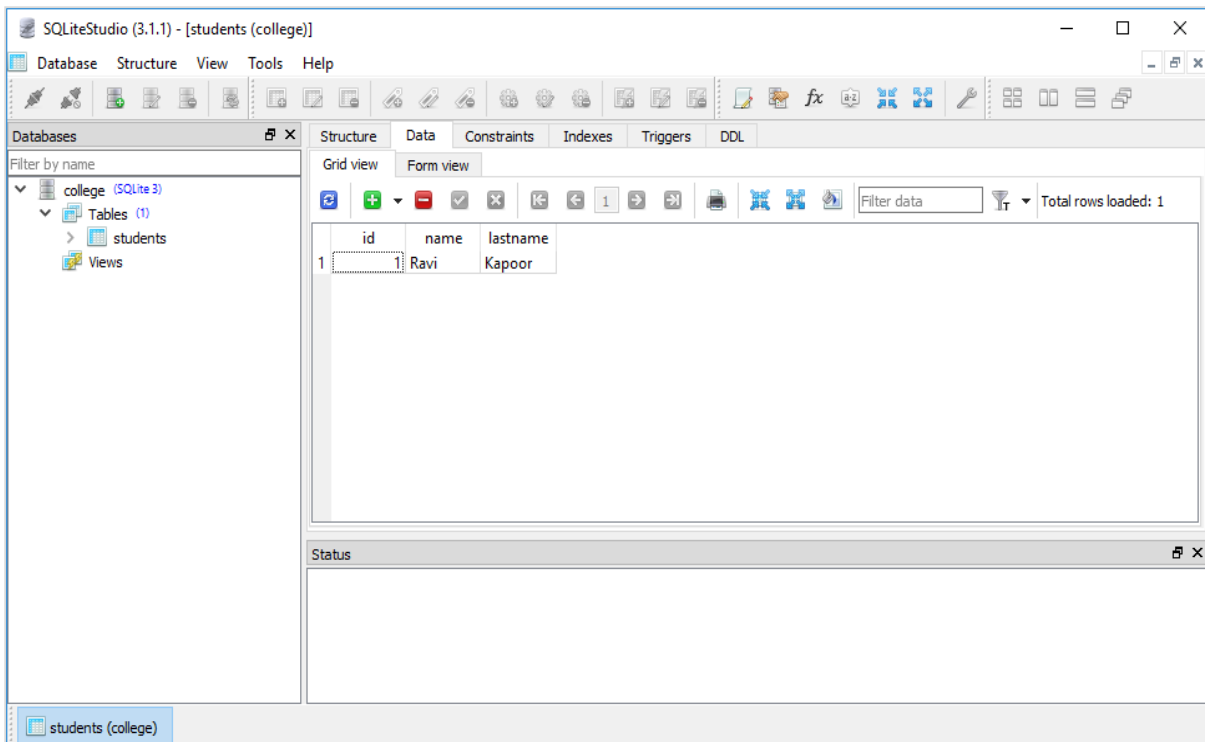 SQLiteStudio (3.1.1) - [students (college)]
Database Structure View Tools Help
Databases
Filter by name
college (SQLite 3)
Tables (1)
students
Views
Structure Data Constraints Indexes Triggers DDL
Grid view Form view
1 Filter data T Total rows loaded: 1
id name lastname
1 1 Ravi Kapoor
Status
students (college)